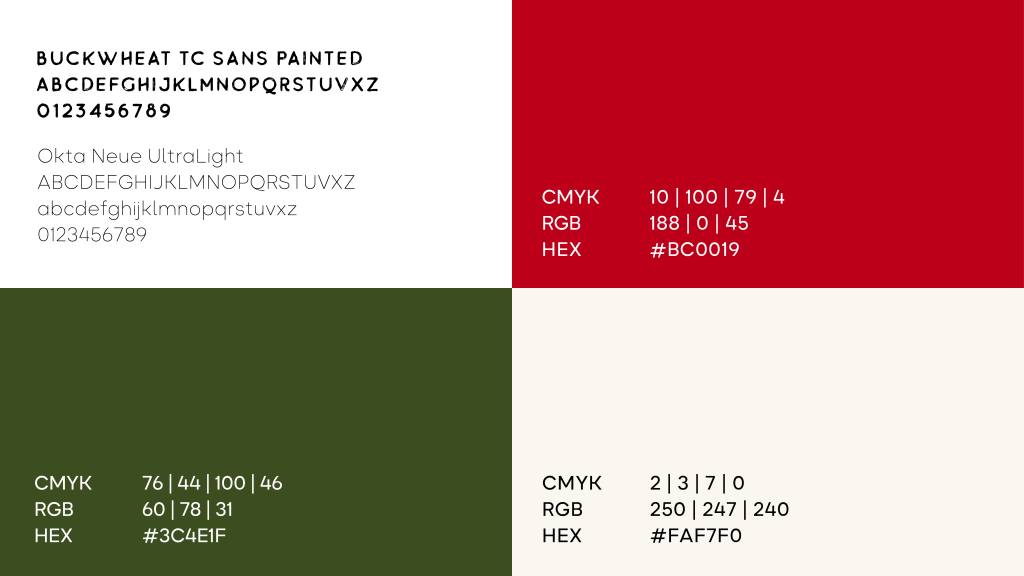 BUCKWHEAT TC SANS PAINTED
ABCDEFGHIJKLMNOPQRSTUVXZ
0123456789
Okta Neue UltraLight
ABCDEFGHIJKLMNOPQRSTUVXZ
abcdefghijklmnopqrstuvxz
0123456789
CMYK 10 | 100 | 79 | 4
RGB 188 | 0 | 45
HEX #BC0019
CMYK 76 | 44 | 100 | 46
RGB 60 | 78 | 31
HEX #3C4E1F
CMYK 2 | 3 | 7 | 0
RGB 250 | 247 | 240
HEX #FAF7F0